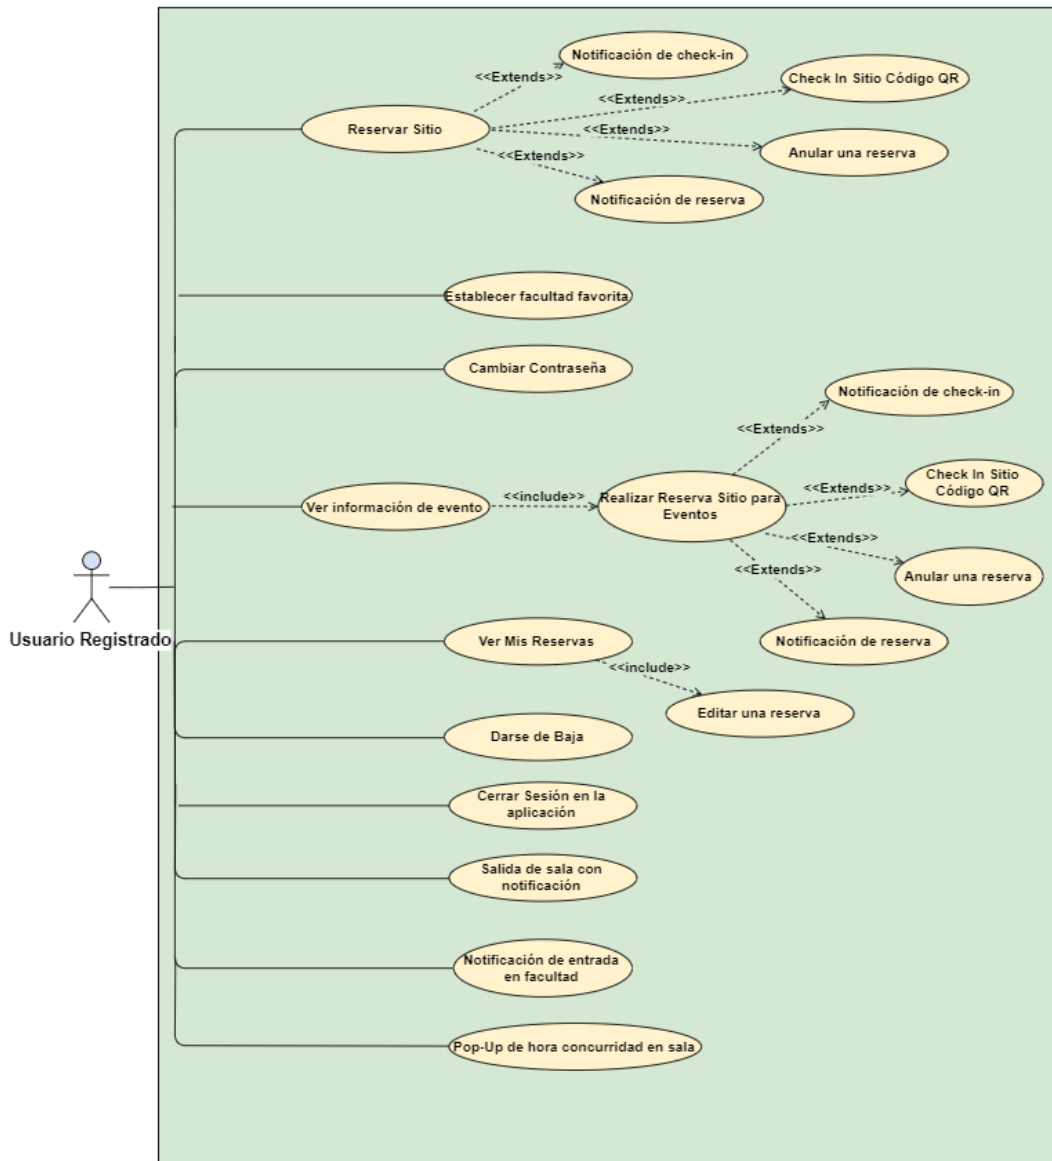 Notificación de check-in
<<Extends>>
Check In Sitio Código QR
<<Extends>>
Reservar Sitio
<<Extends>>
Anular una reserva
<<Extends>>
Notificación de reserva
Establecer facultad favorita
Cambiar Contraseña
Notificación de check-in
<<Extends>>
Ver información de evento
<<include>>
Realizar Reserva Sitio para
Eventos
<<Extends>>
Check In Sitio
Código QR
<<Extends>>
Anular una reserva
<<Extends>>
Notificación de reserva
Usuario Registrado
Ver Mis Reservas
<<include>>
Editar una reserva
Darse de Baja
Cerrar Sesión en la
aplicación
Salida de sala con
notificación
Notificación de entrada
en facultad
Pop-Up de hora concurridad en sala